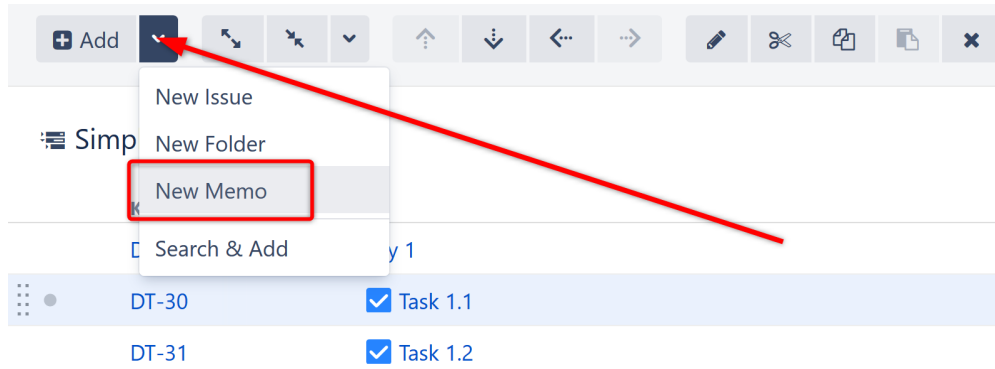 Add
New Issue
Simp
New Folder
New Memo
K
Search & Add
y 1
DT-30 Task 1.1
DT-31 Task 1.2